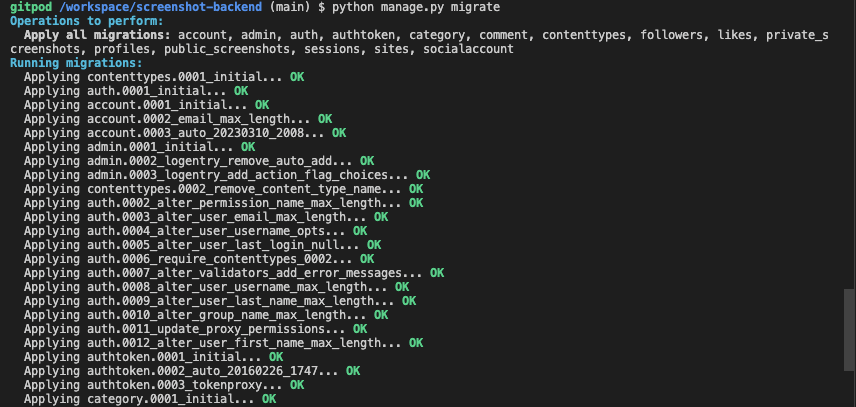 gitpod /workspace/screenshot-backend (main) $ python manage.py migrate
Operations to perform:
  Apply all migrations: account, admin, auth, authtoken, category, comment, contenttypes, followers, likes, private_s
creenshots, profiles, public_screenshots, sessions, sites, socialaccount
Running migrations:
  Applying contenttypes.0001_initial... OK
  Applying auth.0001_initial... OK
  Applying account.0001_initial... OK
  Applying account.0002_email_max_length... OK
  Applying account.0003_auto_20230310_2008... OK
  Applying admin.0001_initial... OK
  Applying admin.0002_logentry_remove_auto_add... OK
  Applying admin.0003_logentry_add_action_flag_choices... OK
  Applying contenttypes.0002_remove_content_type_name... OK
  Applying auth.0002_alter_permission_name_max_length... OK
  Applying auth.0003_alter_user_email_max_length... OK
  Applying auth.0004_alter_user_username_opts... OK
  Applying auth.0005_alter_user_last_login_null... OK
  Applying auth.0006_require_contenttypes_0002... OK
  Applying auth.0007_alter_validators_add_error_messages... OK
  Applying auth.0008_alter_user_username_max_length... OK
  Applying auth.0009_alter_user_last_name_max_length... OK
  Applying auth.0010_alter_group_name_max_length... OK
  Applying auth.0011_update_proxy_permissions... OK
  Applying auth.0012_alter_user_first_name_max_length... OK
  Applying authtoken.0001_initial... OK
  Applying authtoken.0002_auto_20160226_1747... OK
  Applying authtoken.0003_tokenproxy... OK
  Applying category.0001_initial... OK